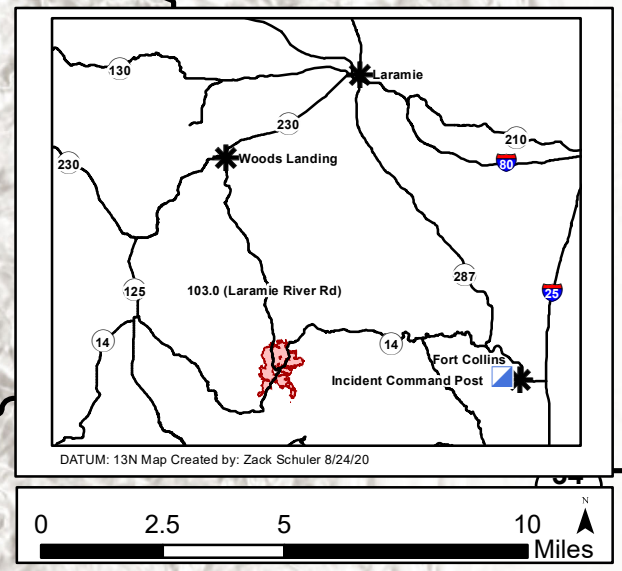 130
Laramie
230
210
80
Woods Landing
230
287
125
103.0 (Laramie River Rd)
25
14
14
Fort Collins
Incident Command Post
DATUM: 13N Map Created by: Zack Schuler 8/24/20
N
0 2.5 5 10
Miles